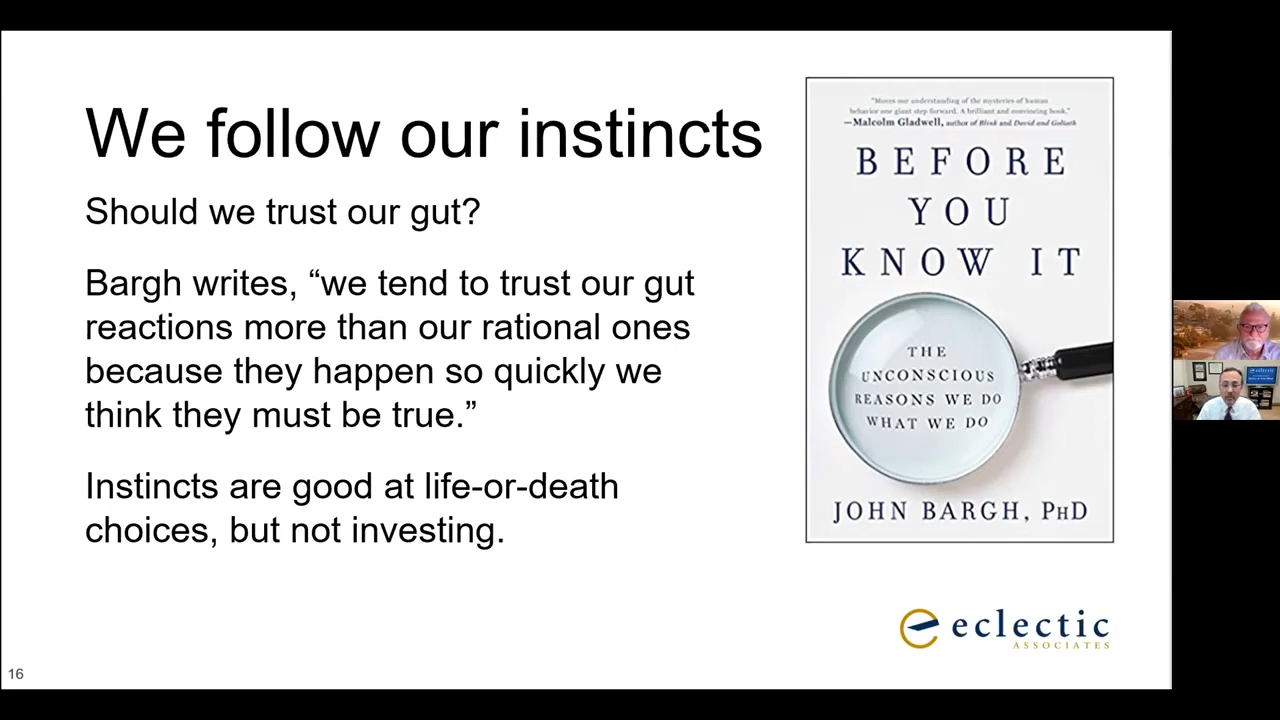 We follow our instincts
Should we trust our gut?
Bargh writes, “we tend to trust our gut
reactions more than our rational ones
because they happen so quickly we
think they must be true.”
Instincts are good at life-or-death
choices, but not investing.
"Moves our understanding of the mysteries of human
behavior one giant step forward. A brilliant and convincing book."
—Malcolm Gladwell, author of Blink and David and Goliath
BEFORE
YOU
KNOW IT
THE
UNCONSCIOUS
REASONS WE DO
WHAT WE DO
JOHN BARGH, PHD
eclectic
ASSOCIATES
16